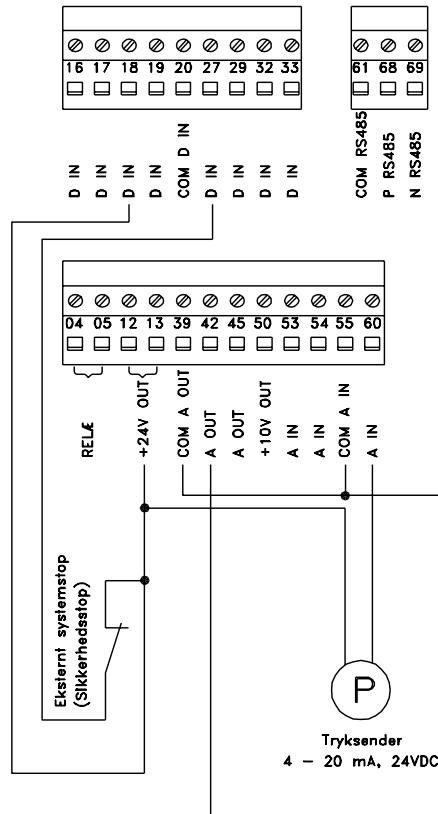 16 17 18 19 20 27 29 32 33
61 68 69
D IN
D IN
D IN
D IN
COM D IN
D IN
D IN
D IN
D IN
COM RS485
P RS485
N RS485
04 05 12 13 39 42 45 50 53 54 55 60
RELÆ
+24V OUT
COM A OUT
A OUT
A OUT
+10V OUT
A IN
A IN
COM A IN
A IN
Eksternt systemstop
(Sikkerhedsstop)
P
Tryksender
4 – 20 mA, 24VDC